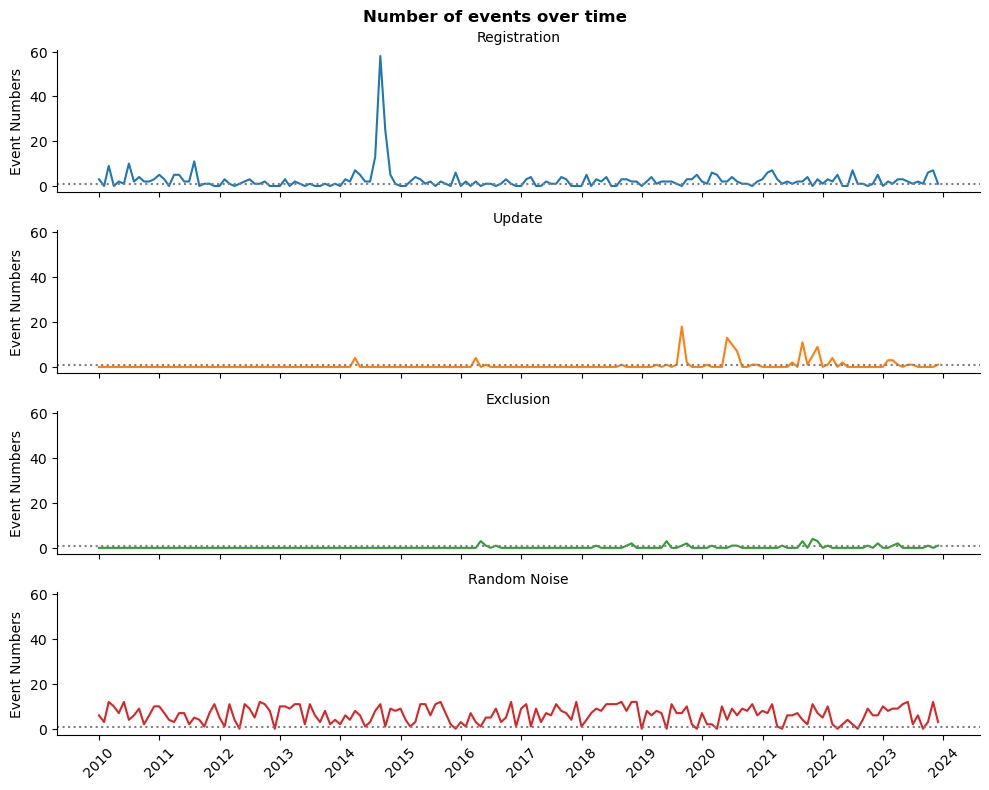 Number of events over time
Registration
Event Numbers
60
40
20
0
Update
Event Numbers
60
40
20
0
Exclusion
Event Numbers
60
40
20
0
Random Noise
Event Numbers
60
40
20
0
2010 2011 2012 2013 2014 2015 2016 2017 2018 2019 2020 2021 2022 2023 2024